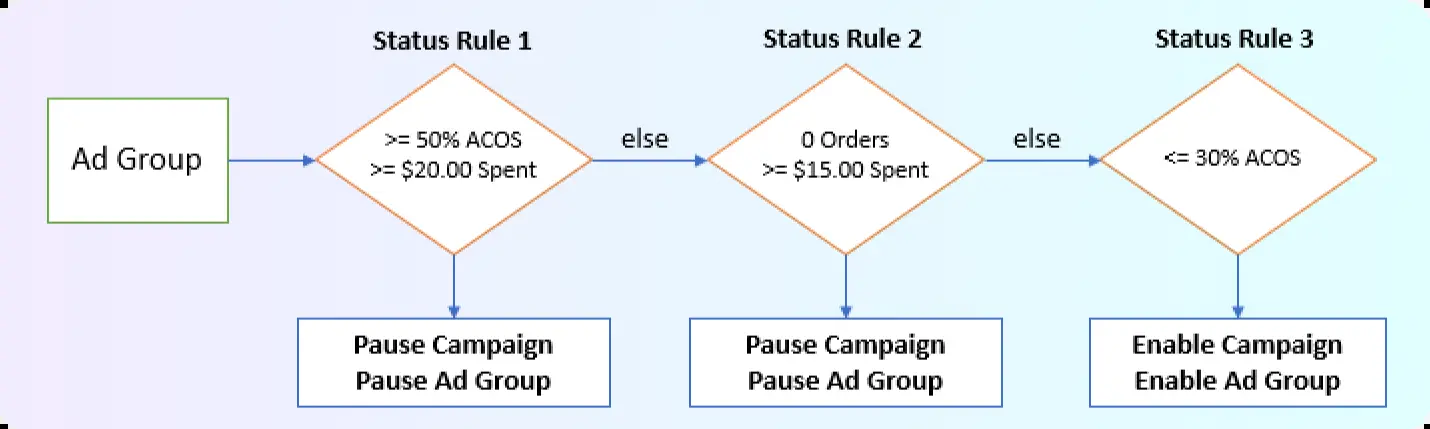 Status Rule 1
Status Rule 2
Status Rule 3
Ad Group
>= 50% ACOS
>= $20.00 Spent
else
0 Orders
>= $15.00 Spent
else
<= 30% ACOS
Pause Campaign
Pause Ad Group
Pause Campaign
Pause Ad Group
Enable Campaign
Enable Ad Group